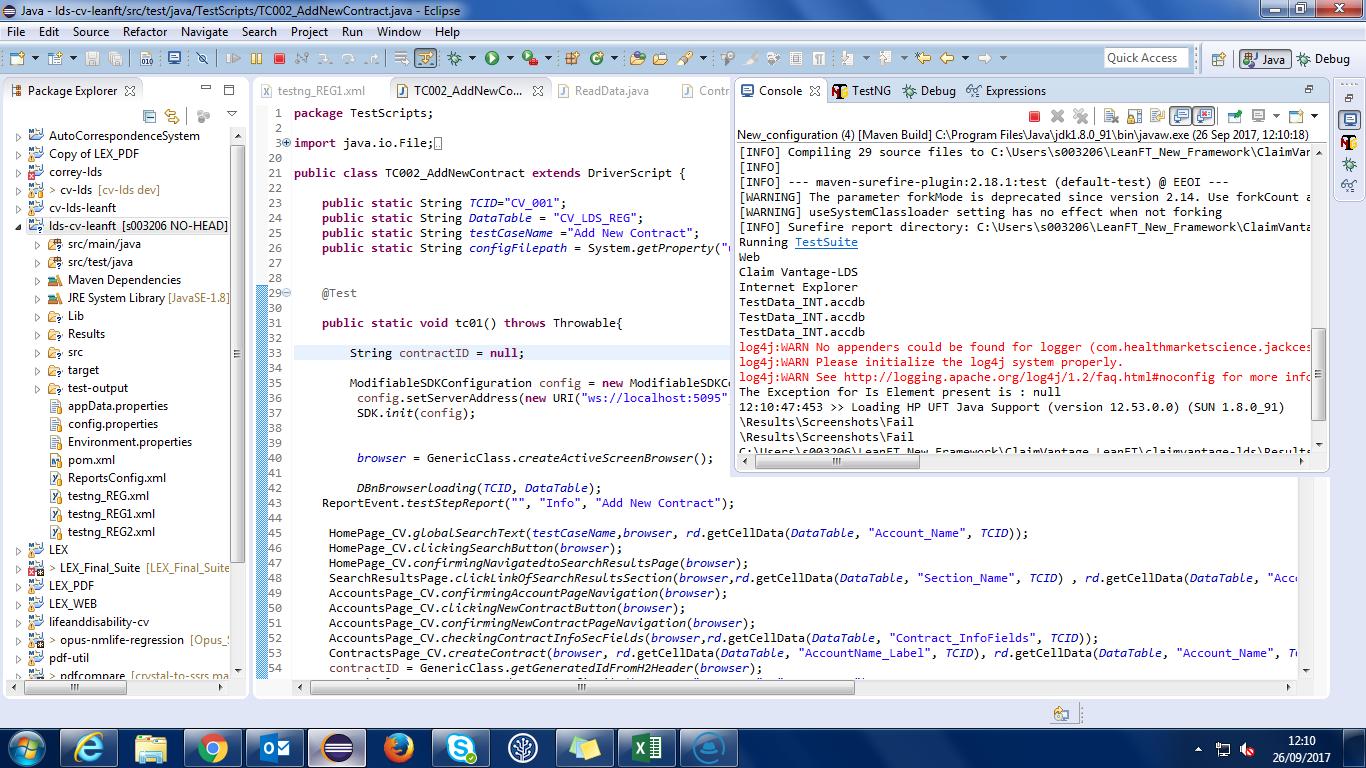 Java - lds-cv-leanft/src/test/java/TestScripts/TC002_AddNewContract.java - Eclipse
File Edit Source Refactor Navigate Search Project Run Window Help
Quick Access Java Debug
Package Explorer
AutoCorrespondenceSystem
Copy of LEX_PDF
correy-lds
> cv-lds [cv-lds dev]
cv-lds-leanft
lds-cv-leanft [s003206 NO-HEAD]
src/main/java
src/test/java
Maven Dependencies
JRE System Library [JavaSE-1.8]
Lib
Results
src
target
test-output
appData.properties
config.properties
Environment.properties
pom.xml
ReportsConfig.xml
testng_REG.xml
testng_REG1.xml
testng_REG2.xml
LEX
> LEX_Final_Suite [LEX_Final_Suite
LEX_PDF
LEX_WEB
lifeanddisability-cv
> opus-nmlife-regression [Opus_S
pdf-util
> pdfcompare [crystal-to-ssrs ma
testng_REG1.xml TC002_AddNewCo... ReadData.java Contr
1 package TestScripts;
2
3 import java.io.File;
20
21 public class TC002_AddNewContract extends DriverScript {
22
23 public static String TCID="CV_001";
24 public static String DataTable = "CV_LDS_REG";
25 public static String testCaseName ="Add New Contract";
26 public static String configFilepath = System.getProperty("
27
28
29 @Test
30
31 public static void tc01() throws Throwable{
32
33 String contractID = null;
34
35 ModifiableSDKConfiguration config = new ModifiableSDKCo
36 config.setServerAddress(new URI("ws://localhost:5095"
37 SDK.init(config);
38
39
40 browser = GenericClass.createActiveScreenBrowser();
41
42 DBnBrowserloading(TCID, DataTable);
43 ReportEvent.testStepReport("", "Info", "Add New Contract");
44
45 HomePage_CV.globalSearchText(testCaseName,browser, rd.getCellData(DataTable, "Account_Name", TCID));
46 HomePage_CV.clickingSearchButton(browser);
47 HomePage_CV.confirmingNavigatedtoSearchResultsPage(browser);
48 SearchResultsPage.clickLinkOfSearchResultsSection(browser,rd.getCellData(DataTable, "Section_Name", TCID) , rd.getCellData(DataTable, "Acc
49 AccountsPage_CV.confirmingAccountPageNavigation(browser);
50 AccountsPage_CV.clickingNewContractButton(browser);
51 AccountsPage_CV.confirmingNewContractPageNavigation(browser);
52 AccountsPage_CV.checkingContractInfoSecFields(browser,rd.getCellData(DataTable, "Contract_InfoFields", TCID));
53 ContractsPage_CV.createContract(browser, rd.getCellData(DataTable, "AccountName_Label", TCID), rd.getCellData(DataTable, "Account_Name", T
54 contractID = GenericClass.getGeneratedIdFromH2Header(browser);
Console TestNG Debug Expressions
New_configuration (4) [Maven Build] C:\Program Files\Java\jdk1.8.0_91\bin\javaw.exe (26 Sep 2017, 12:10:18)
[INFO] Compiling 29 source files to C:\Users\s003206\LeanFT_New_Framework\ClaimVan
[INFO]
[INFO] --- maven-surefire-plugin:2.18.1:test (default-test) @ EEOI ---
[WARNING] The parameter forkMode is deprecated since version 2.14. Use forkCount a
[WARNING] useSystemClassloader setting has no effect when not forking
[INFO] Surefire report directory: C:\Users\s003206\LeanFT_New_Framework\ClaimVanta
Running TestSuite
Web
Claim Vantage-LDS
Internet Explorer
TestData_INT.accdb
TestData_INT.accdb
TestData_INT.accdb
log4j:WARN No appenders could be found for logger (com.healthmarketscience.jackces
log4j:WARN Please initialize the log4j system properly.
log4j:WARN See http://logging.apache.org/log4j/1.2/faq.html#noconfig for more info
The Exception for Is Element present is : null
12:10:47:453 >> Loading HP UFT Java Support (version 12.53.0.0) (SUN 1.8.0_91)
\Results\Screenshots\Fail
\Results\Screenshots\Fail
C:\Users\s003206\LeanFT_New_Framework\ClaimVantage_LeanFT\claimvantage-lds\Results
12:10
26/09/2017